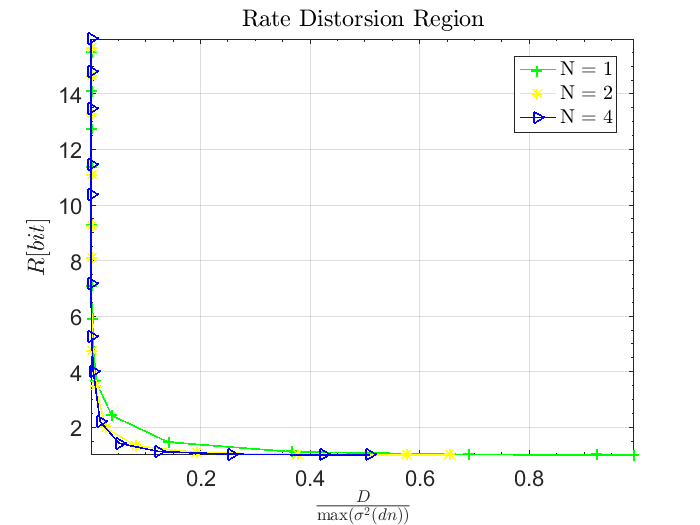 Rate Distorsion Region
N = 1
N = 2
N = 4
R[bit]
14
12
10
8
6
4
2
0.2 0.4 0.6 0.8
D
max(σ²(dn))